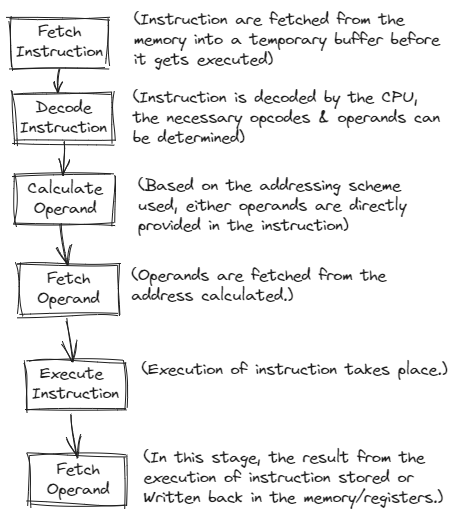 Fetch
Instruction
(Instruction are fetched from the
memory into a temporary buffer before
it gets executed)
Decode
Instruction
(Instruction is decoded by the CPU,
the necessary opcodes & operands can
be determined)
Calculate
Operand
(Based on the addressing scheme
used, either operands are directly
provided in the instruction)
Fetch
Operand
(Operands are fetched from the
address calculated.)
Execute
Instruction
(Execution of instruction takes place.)
Fetch
Operand
(In this stage, the result from the
execution of instruction stored or
Written back in the memory/registers.)